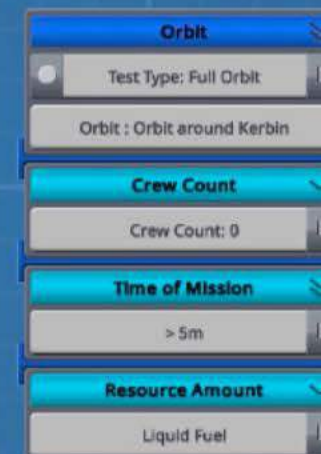 Orbit
Test Type: Full Orbit
Orbit : Orbit around Kerbin
Crew Count
Crew Count: 0
Time of Mission
> 5m
Resource Amount
Liquid Fuel